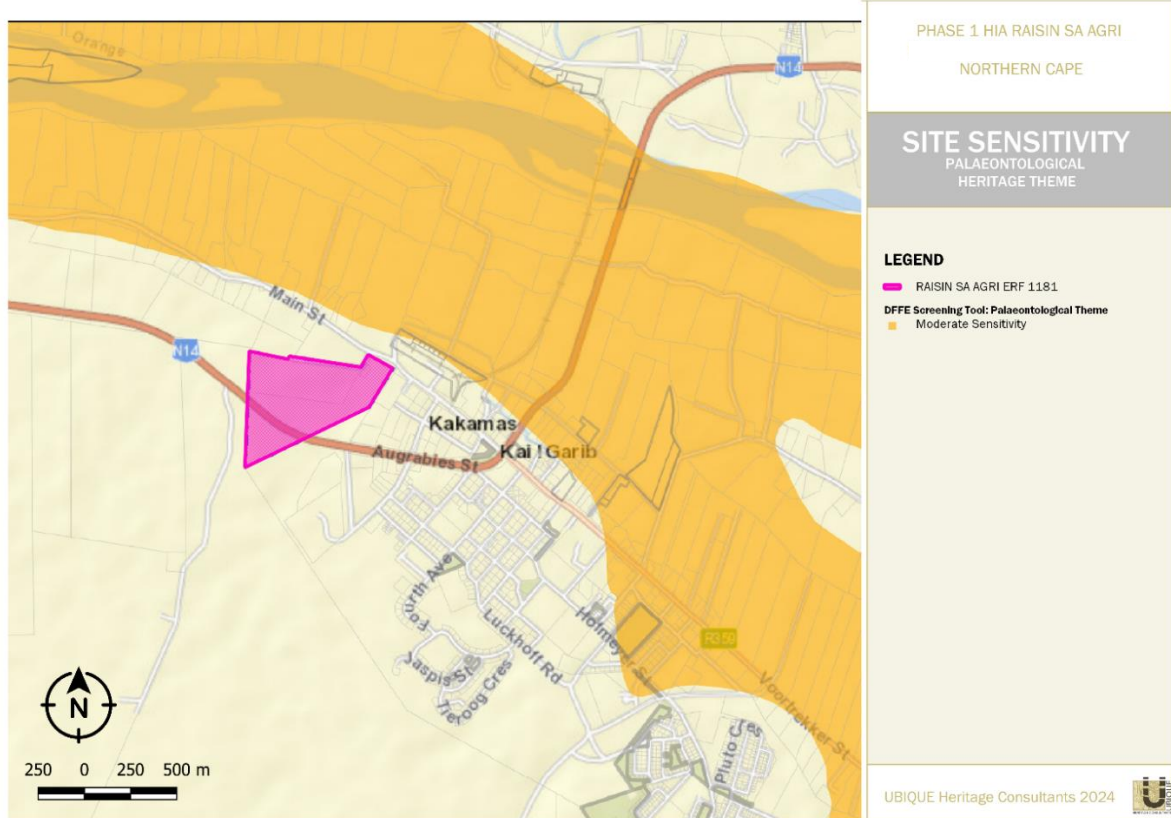 Orange
N14
Main St
N14
Kakamas
Kai !Garib
Augrabies St
Fourth Ave
Luckhoff Rd
Hofmeyer St
R359
Jaspis St
Tieroog Cres
Voortrekker St
Pluto Cres
N
250 0 250 500 m
PHASE 1 HIA RAISIN SA AGRI
NORTHERN CAPE
SITE SENSITIVITY
PALAEONTOLOGICAL
HERITAGE THEME
LEGEND
RAISIN SA AGRI ERF 1181
DFFE Screening Tool: Palaeontological Theme
Moderate Sensitivity
UBIQUE Heritage Consultants 2024
U